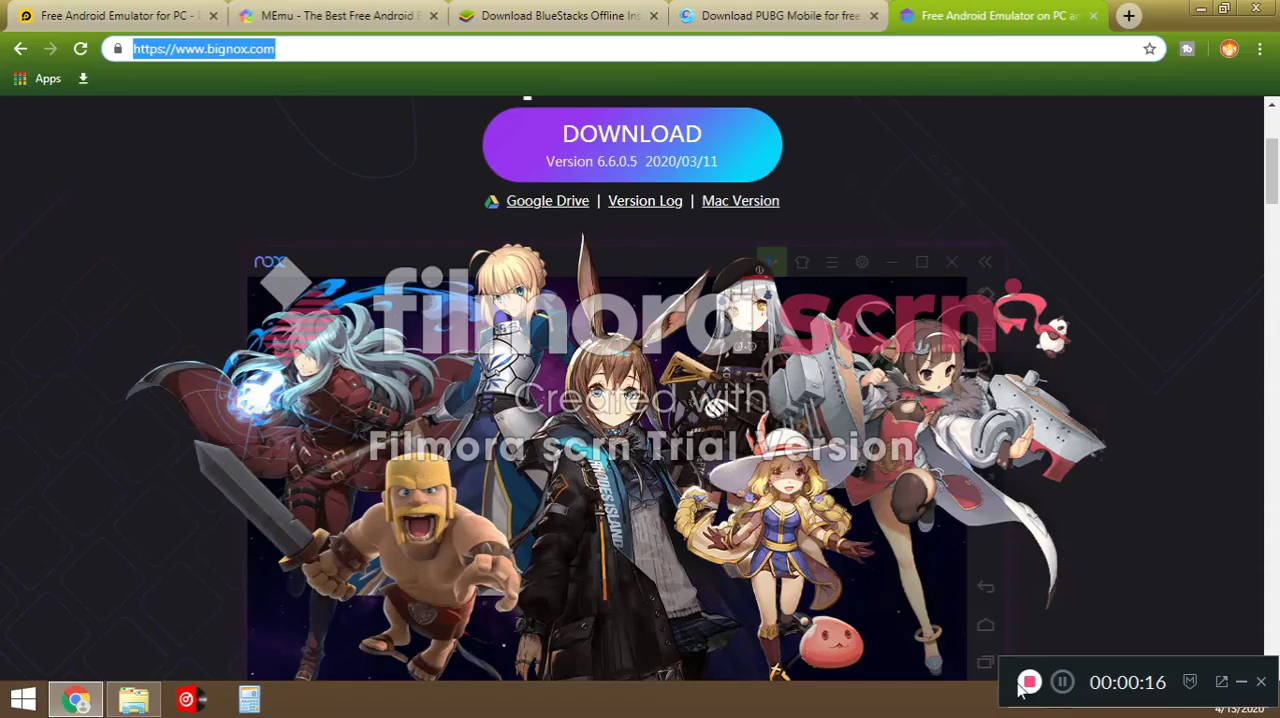 Free Android Emulator for PC -
MEmu - The Best Free Android E
Download BlueStacks Offline Ins
Download PUBG Mobile for free
Free Android Emulator on PC an
https://www.bignox.com
Apps
DOWNLOAD
Version 6.6.0.5 2020/03/11
Google Drive | Version Log | Mac Version
nox
filmora scrn
Created with
Filmora scrn Trial Version
RHODES ISLAND
00:00:16
4/13/2020